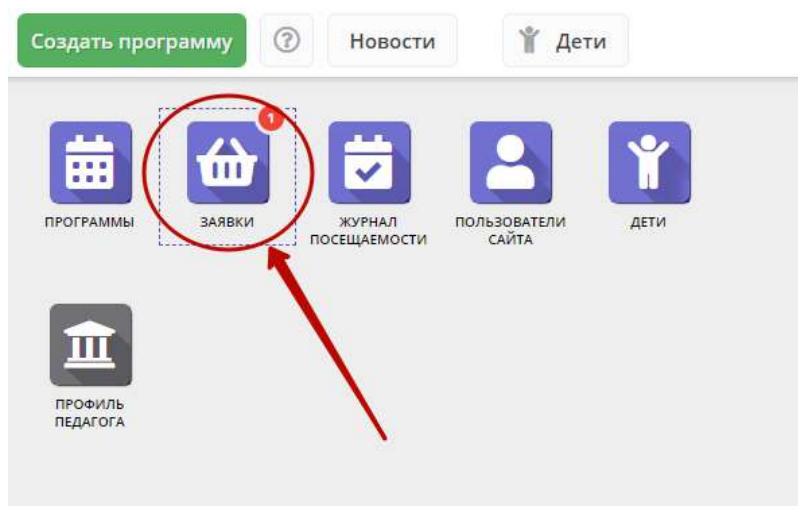 Создать программу
?
Новости
Дети
1
ПРОГРАММЫ
ЗАЯВКИ
ЖУРНАЛ
ПОСЕЩАЕМОСТИ
ПОЛЬЗОВАТЕЛИ
САЙТА
ДЕТИ
ПРОФИЛЬ
ПЕДАГОГА